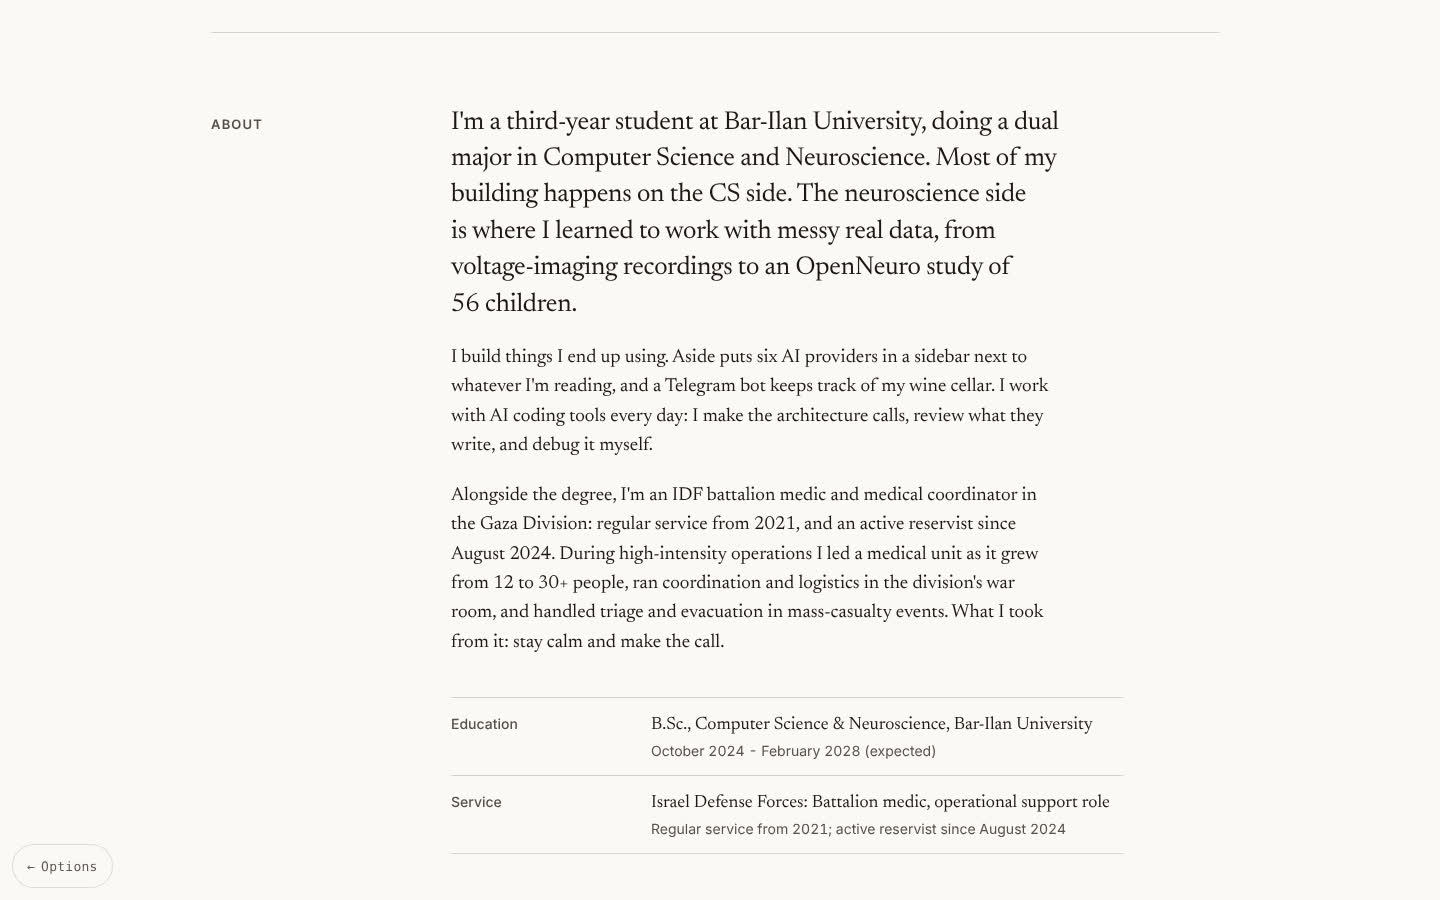 ABOUT
I'm a third-year student at Bar-Ilan University, doing a dual
major in Computer Science and Neuroscience. Most of my
building happens on the CS side. The neuroscience side
is where I learned to work with messy real data, from
voltage-imaging recordings to an OpenNeuro study of
56 children.
I build things I end up using. Aside puts six AI providers in a sidebar next to
whatever I'm reading, and a Telegram bot keeps track of my wine cellar. I work
with AI coding tools every day: I make the architecture calls, review what they
write, and debug it myself.
Alongside the degree, I'm an IDF battalion medic and medical coordinator in
the Gaza Division: regular service from 2021, and an active reservist since
August 2024. During high-intensity operations I led a medical unit as it grew
from 12 to 30+ people, ran coordination and logistics in the division's war
room, and handled triage and evacuation in mass-casualty events. What I took
from it: stay calm and make the call.
Education
B.Sc., Computer Science & Neuroscience, Bar-Ilan University
October 2024 - February 2028 (expected)
Service
Israel Defense Forces: Battalion medic, operational support role
Regular service from 2021; active reservist since August 2024
← Options